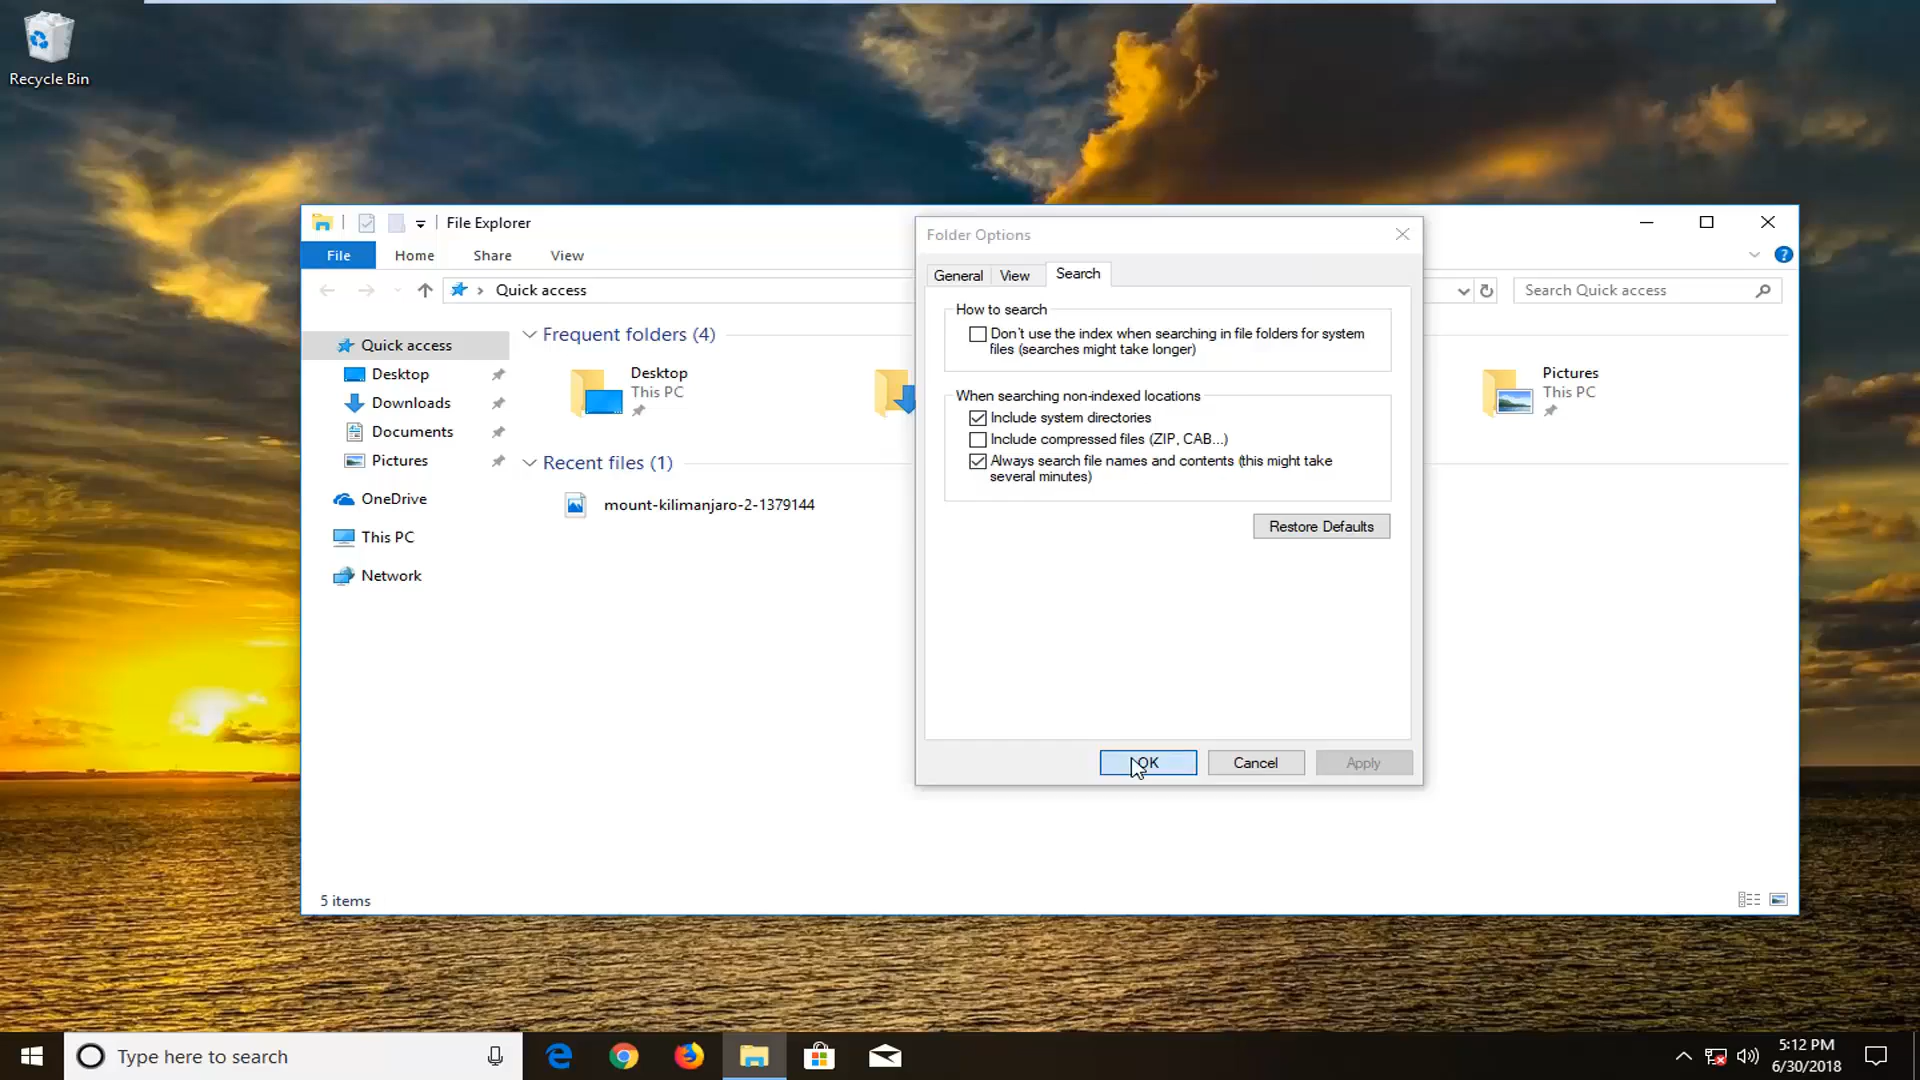 Recycle Bin
File Explorer
File
Home
Share
View
Quick access
Search Quick access
Quick access
Desktop
Downloads
Documents
Pictures
OneDrive
This PC
Network
Frequent folders (4)
Desktop
This PC
Pictures
This PC
Recent files (1)
mount-kilimanjaro-2-1379144
5 items
Folder Options
General
View
Search
How to search
Don't use the index when searching in file folders for system
files (searches might take longer)
When searching non-indexed locations
Include system directories
Include compressed files (ZIP, CAB...)
Always search file names and contents (this might take
several minutes)
Restore Defaults
OK
Cancel
Apply
Type here to search
5:12 PM
6/30/2018